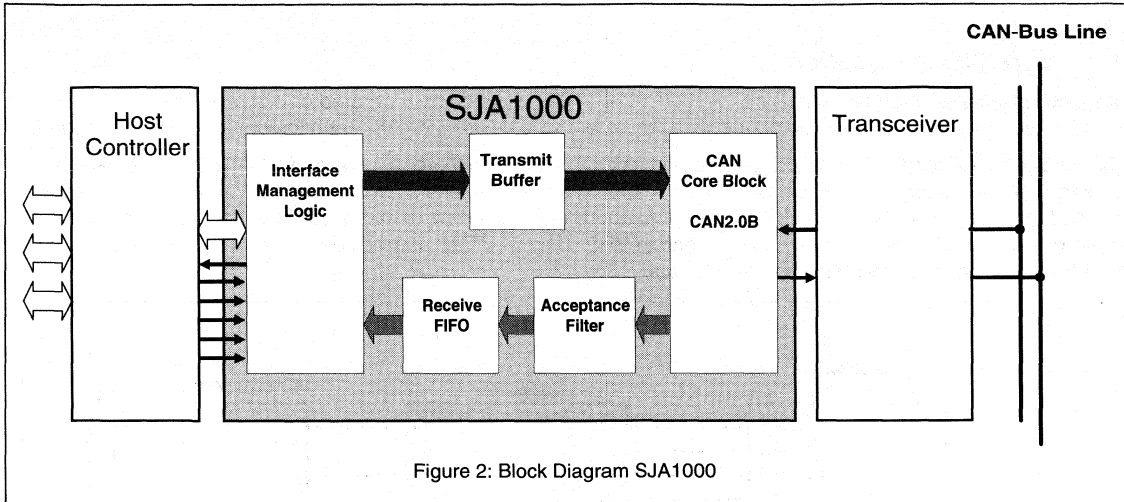 CAN-Bus Line
SJA1000
Host
Controller
Transceiver
Interface
Management
Logic
Transmit
Buffer
CAN
Core Block
CAN2.0B
Receive
FIFO
Acceptance
Filter
Figure 2: Block Diagram SJA1000